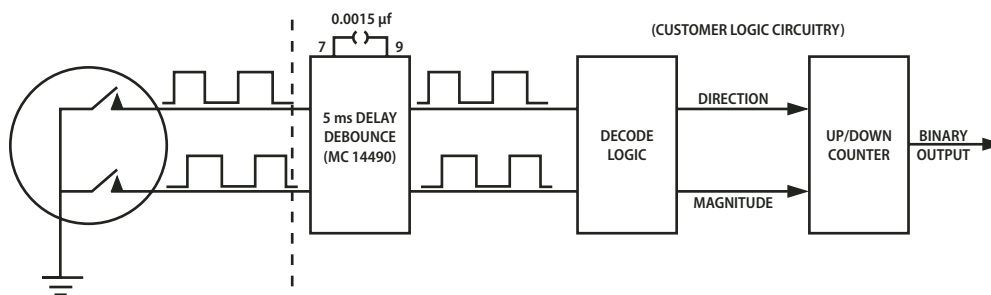 0.0015 µf
7 9
(CUSTOMER LOGIC CIRCUITRY)
5 ms DELAY
DEBOUNCE
(MC 14490)
DECODE
LOGIC
DIRECTION
MAGNITUDE
UP/DOWN
COUNTER
BINARY
OUTPUT